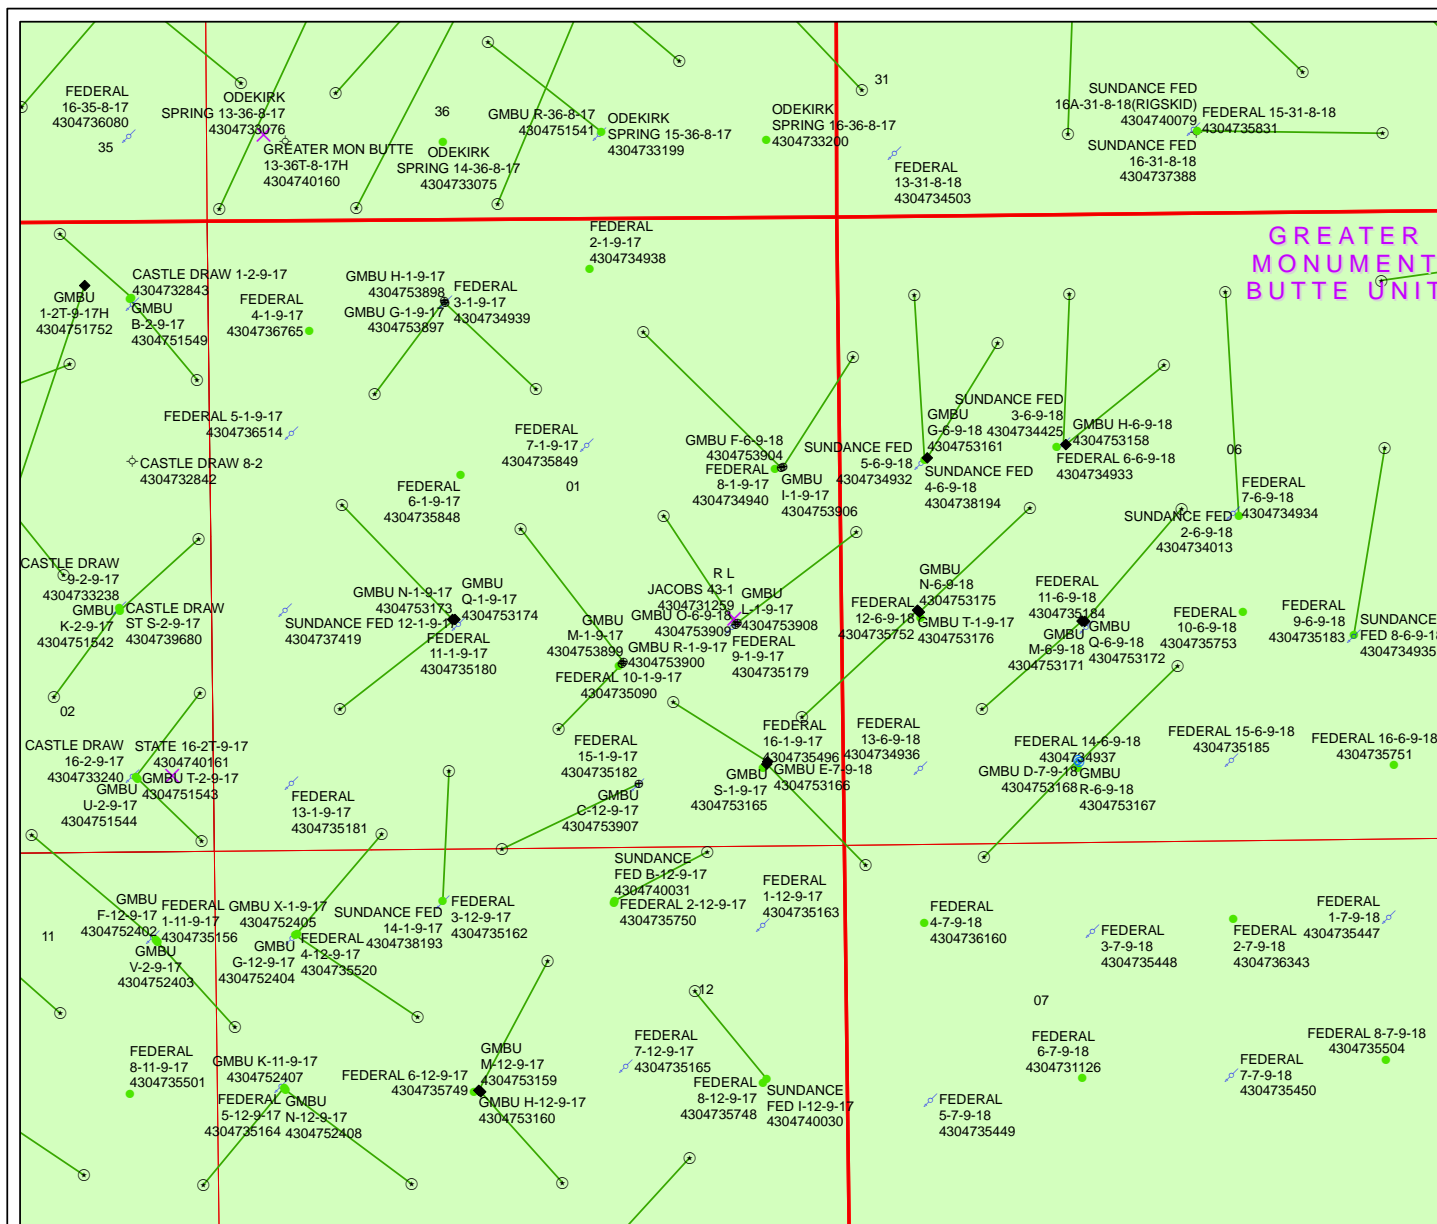 FEDERAL
16-35-8-17
4304736080
35
ODEKIRK
SPRING 13-36-8-17
4304733076
GREATER MON BUTTE
13-36T-8-17H
4304740160
36
ODEKIRK
SPRING 14-36-8-17
4304733075
GMBU R-36-8-17
4304751541
ODEKIRK
SPRING 15-36-8-17
4304733199
ODEKIRK
SPRING 16-36-8-17
4304733200
31
FEDERAL
13-31-8-18
4304734503
SUNDANCE FED
16A-31-8-18(RIGSKID)
4304740079
FEDERAL 15-31-8-18
4304735831
SUNDANCE FED
16-31-8-18
4304737388
GREATER
MONUMENT
BUTTE UNIT
FEDERAL
2-1-9-17
4304734938
CASTLE DRAW 1-2-9-17
4304732843
GMBU
1-2T-9-17H
4304751752
GMBU
B-2-9-17
4304751549
FEDERAL
4-1-9-17
4304736765
GMBU H-1-9-17
4304753898
GMBU G-1-9-17
4304753897
FEDERAL
3-1-9-17
4304734939
FEDERAL 5-1-9-17
4304736514
CASTLE DRAW 8-2
4304732842
FEDERAL
6-1-9-17
4304735848
FEDERAL
7-1-9-17
4304735849
01
GMBU F-6-9-18
4304753904
FEDERAL
8-1-9-17
4304734940
GMBU
I-1-9-17
4304753906
SUNDANCE FED
5-6-9-18
4304734932
GMBU
G-6-9-18
4304753161
SUNDANCE FED
4-6-9-18
4304738194
SUNDANCE FED
3-6-9-18
4304734425
GMBU H-6-9-18
4304753158
FEDERAL 6-6-9-18
4304734933
06
FEDERAL
7-6-9-18
4304734934
SUNDANCE FED
2-6-9-18
4304734013
CASTLE DRAW
9-2-9-17
4304733238
GMBU
K-2-9-17
4304751542
CASTLE DRAW
ST S-2-9-17
4304739680
SUNDANCE FED 12-1-9-17
4304737419
GMBU N-1-9-17
4304753173
GMBU
Q-1-9-17
4304753174
FEDERAL
11-1-9-17
4304735180
GMBU
M-1-9-17
4304753899
GMBU R-1-9-17
4304753900
FEDERAL 10-1-9-17
4304735090
R L
JACOBS 43-1
4304731259
GMBU O-6-9-18
4304753909
GMBU
L-1-9-17
4304753908
FEDERAL
9-1-9-17
4304735179
FEDERAL
12-6-9-18
4304735752
GMBU
N-6-9-18
4304753175
GMBU T-1-9-17
4304753176
FEDERAL
11-6-9-18
4304735184
GMBU
M-6-9-18
4304753171
GMBU
Q-6-9-18
4304753172
FEDERAL
10-6-9-18
4304735753
FEDERAL
9-6-9-18
4304735183
SUNDANCE
FED 8-6-9-18
4304734935
02
CASTLE DRAW
16-2-9-17
4304733240
STATE 16-2T-9-17
4304740161
GMBU T-2-9-17
4304751543
GMBU
U-2-9-17
4304751544
FEDERAL
13-1-9-17
4304735181
FEDERAL
15-1-9-17
4304735182
GMBU
C-12-9-17
4304753907
FEDERAL
16-1-9-17
4304735496
GMBU
S-1-9-17
4304753165
GMBU E-7-9-18
4304753166
FEDERAL
13-6-9-18
4304734936
FEDERAL 14-6-9-18
4304734937
GMBU D-7-9-18
4304753168
GMBU
R-6-9-18
4304753167
FEDERAL 15-6-9-18
4304735185
FEDERAL 16-6-9-18
4304735751
11
GMBU
F-12-9-17
4304752402
FEDERAL
1-11-9-17
4304735156
GMBU
V-2-9-17
4304752403
GMBU X-1-9-17
4304752405
GMBU
G-12-9-17
4304752404
FEDERAL
4-12-9-17
4304735520
SUNDANCE FED
14-1-9-17
4304738193
FEDERAL
3-12-9-17
4304735162
SUNDANCE
FED B-12-9-17
4304740031
FEDERAL 2-12-9-17
4304735750
FEDERAL
1-12-9-17
4304735163
FEDERAL
4-7-9-18
4304736160
FEDERAL
3-7-9-18
4304735448
FEDERAL
2-7-9-18
4304736343
FEDERAL
1-7-9-18
4304735447
12
07
FEDERAL
8-11-9-17
4304735501
GMBU K-11-9-17
4304752407
FEDERAL
5-12-9-17
4304735164
GMBU
N-12-9-17
4304752408
FEDERAL 6-12-9-17
4304735749
GMBU
M-12-9-17
4304753159
GMBU H-12-9-17
4304753160
FEDERAL
7-12-9-17
4304735165
FEDERAL
8-12-9-17
4304735748
SUNDANCE
FED I-12-9-17
4304740030
FEDERAL
5-7-9-18
4304735449
FEDERAL
6-7-9-18
4304731126
FEDERAL
7-7-9-18
4304735450
FEDERAL 8-7-9-18
4304735504